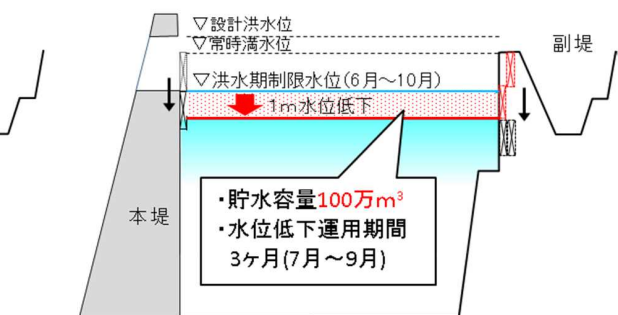 ▽設計洪水位
▽常時満水位
副堤
▽洪水期制限水位(6月～10月)
1m水位低下
・貯水容量100万m³
・水位低下運用期間
3ヶ月(7月～9月)
本堤